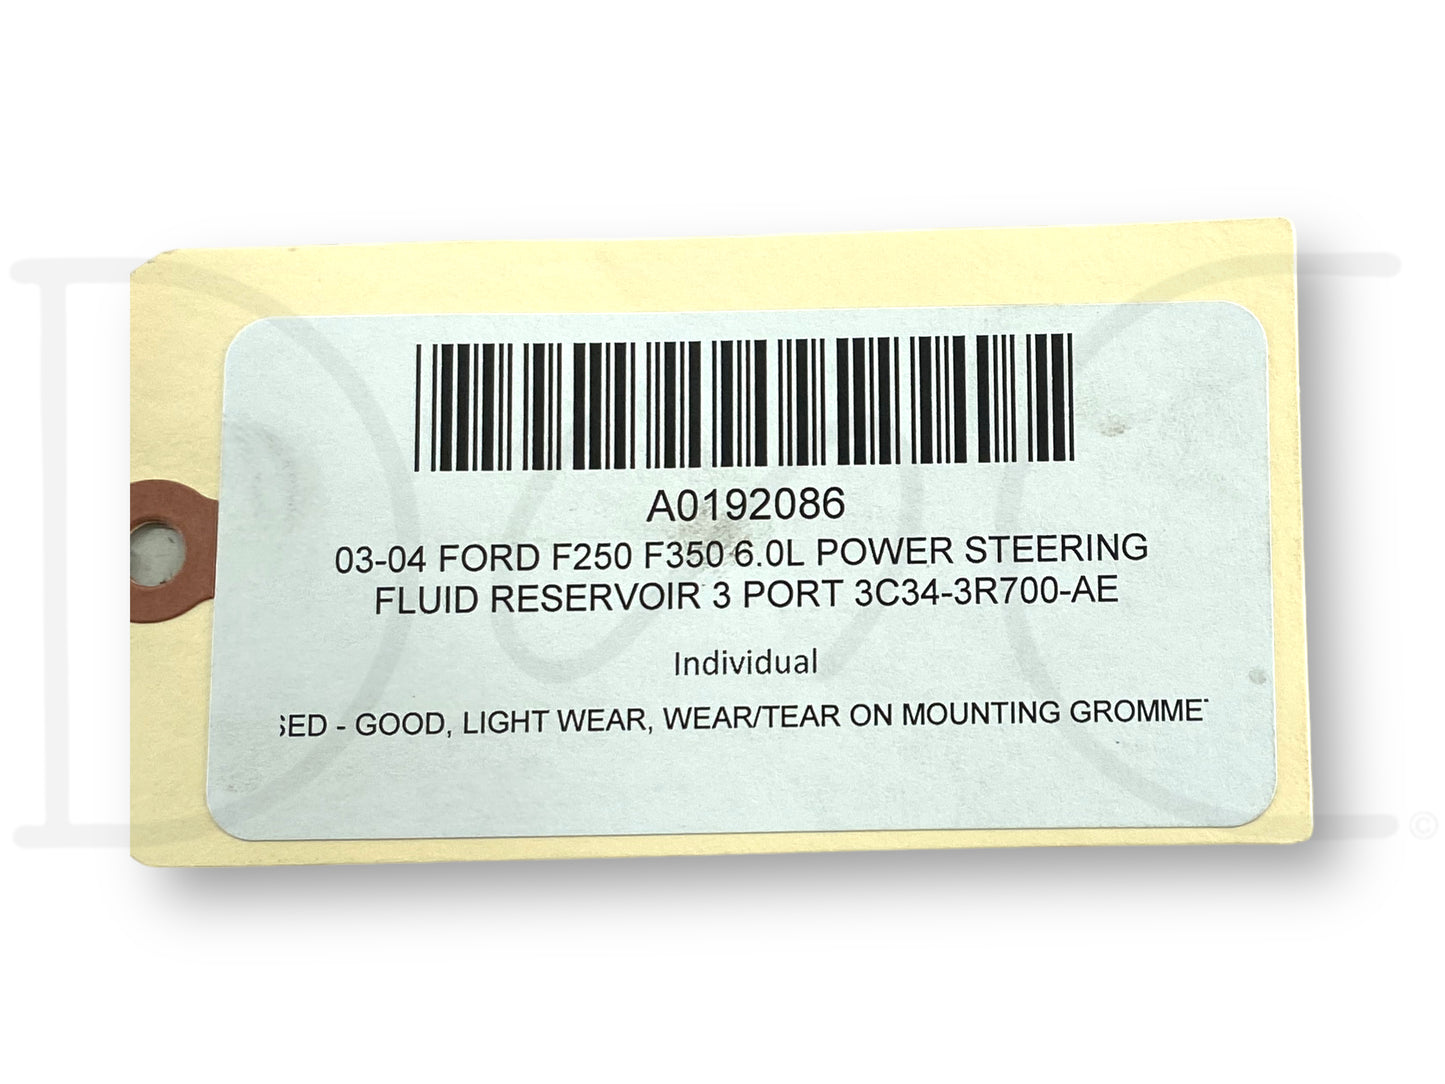 A0192086
03-04 FORD F250 F350 6.0L POWER STEERING
FLUID RESERVOIR 3 PORT 3C34-3R700-AE
Individual
SED - GOOD, LIGHT WEAR, WEAR/TEAR ON MOUNTING